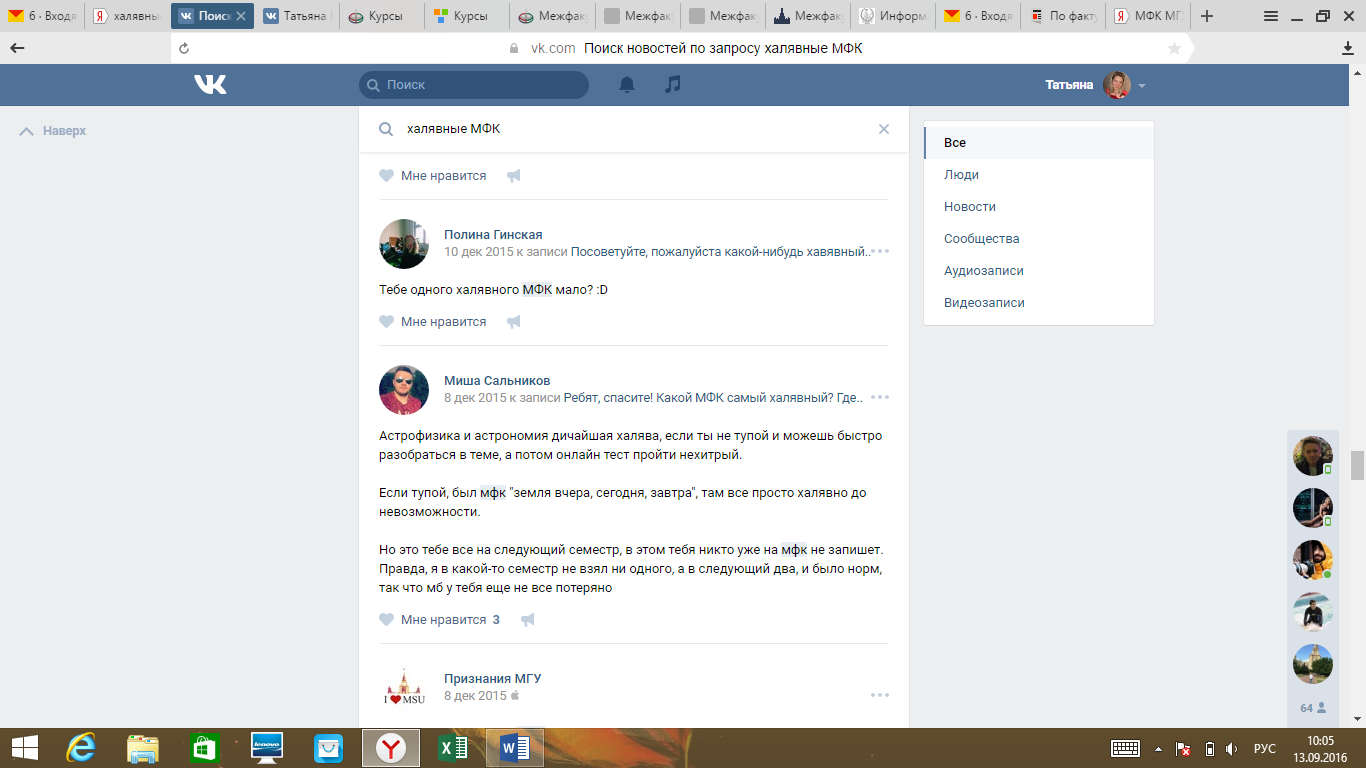 6 · Входя
халявны
Поиск
Татьяна
Курсы
Курсы
Межфак
Межфаку
Межфаку
Межфаку
Информ
6 · Входя
По факту
МФК МГ
vk.com Поиск новостей по запросу халявные МФК
Поиск
Татьяна
Наверх
халявные МФК
Мне нравится
Полина Гинская
10 дек 2015 к записи Посоветуйте, пожалуйста какой-нибудь хавявный..
Тебе одного халявного МФК мало? :D
Мне нравится
Миша Сальников
8 дек 2015 к записи Ребят, спасите! Какой МФК самый халявный? Где..
Астрофизика и астрономия дичайшая халява, если ты не тупой и можешь быстро
разобраться в теме, а потом онлайн тест пройти нехитрый.
Если тупой, был мфк "земля вчера, сегодня, завтра", там все просто халявно до
невозможности.
Но это тебе все на следующий семестр, в этом тебя никто уже на мфк не запишет.
Правда, я в какой-то семестр не взял ни одного, а в следующий два, и было норм,
так что мб у тебя еще не все потеряно
Мне нравится 3
I MSU
Признания МГУ
8 дек 2015
Все
Люди
Новости
Сообщества
Аудиозаписи
Видеозаписи
64
lenovo
РУС
10:05
13.09.2016